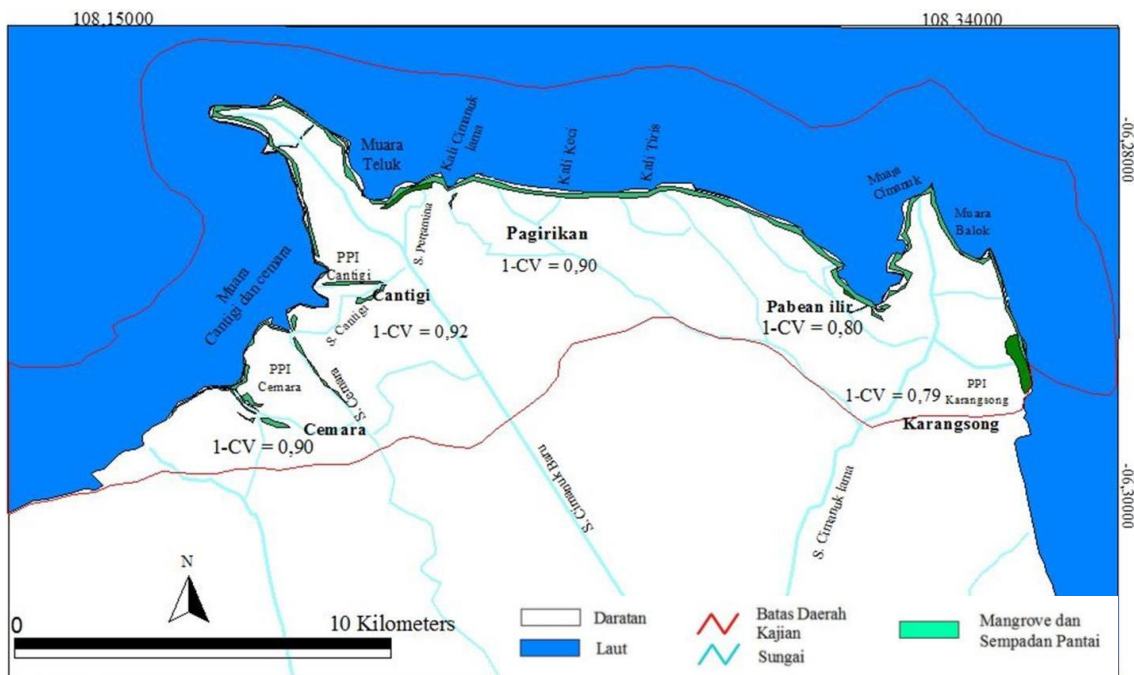 108,15000
108,34000
-06,28000
-06,30000
Muara
Teluk
Kali Cimanuk
lama
Kali Keci
Kali Tiris
Muara
Cimanuk
Muara
Balok
S. Pertamina
Pagirikan
1-CV = 0,90
PPI
Cantigi
Cantigi
Muara
Cantigi dan cemara
S. Cantigi
1-CV = 0,92
Pabean ilir
1-CV = 0,80
PPI
Cemara
S. Cemara
Cemara
1-CV = 0,90
1-CV = 0,79
PPI
Karangsong
Karangsong
S. Cimanuk Baru
S. Cimanuk lama
N
0
10 Kilometers
Daratan
Laut
Batas Daerah
Kajian
Sungai
Mangrove dan
Sempadan Pantai